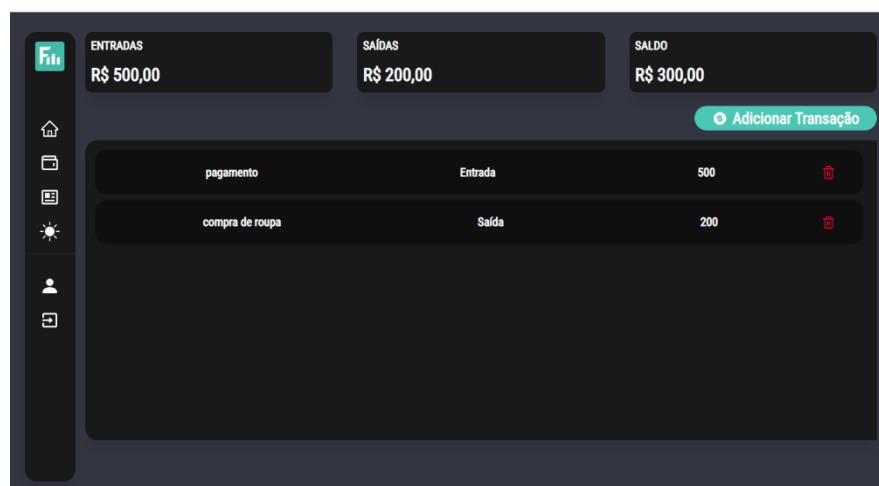 Fılı
ENTRADAS
R$ 500,00
SAÍDAS
R$ 200,00
SALDO
R$ 300,00
Adicionar Transação
pagamento Entrada 500
compra de roupa Saída 200